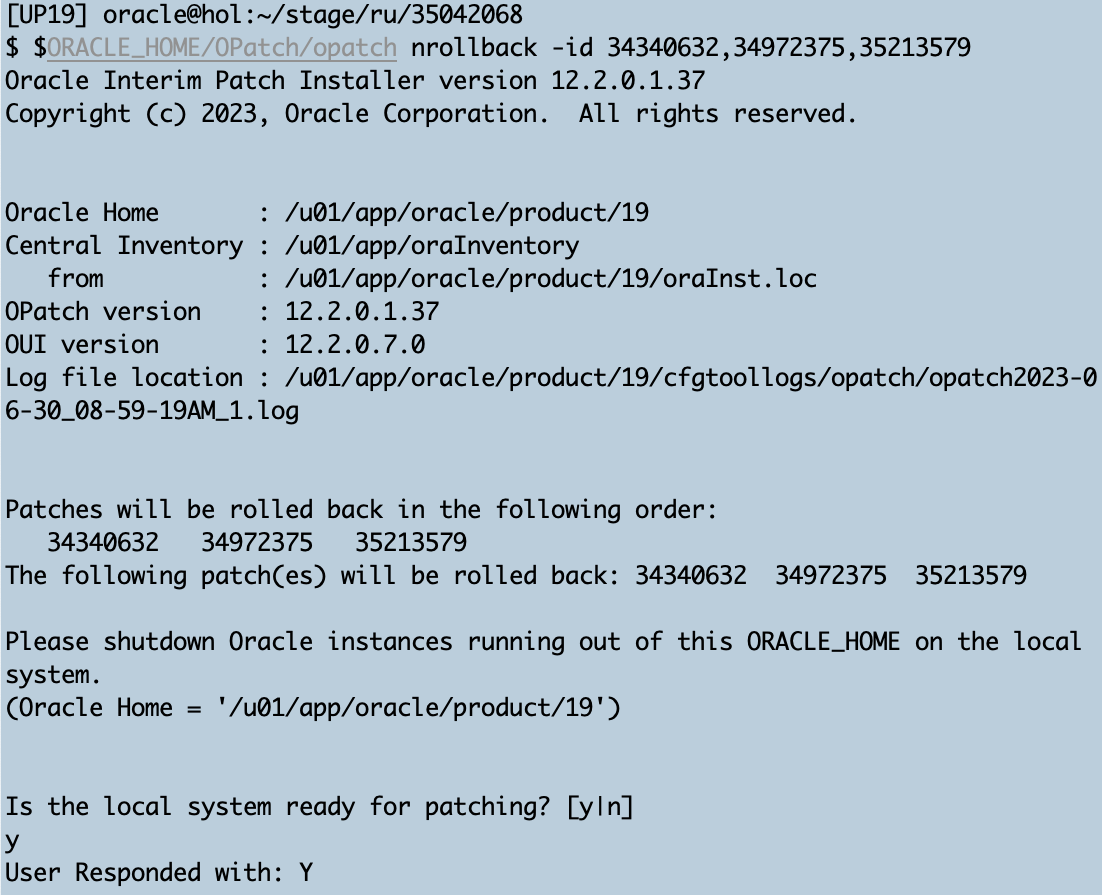 [UP19] oracle@hol:~/stage/ru/35042068
$ $ORACLE_HOME/OPatch/opatch nrollback -id 34340632,34972375,35213579
Oracle Interim Patch Installer version 12.2.0.1.37
Copyright (c) 2023, Oracle Corporation.  All rights reserved.
Oracle Home       : /u01/app/oracle/product/19
Central Inventory : /u01/app/oraInventory
   from           : /u01/app/oracle/product/19/oraInst.loc
OPatch version    : 12.2.0.1.37
OUI version       : 12.2.0.7.0
Log file location : /u01/app/oracle/product/19/cfgtoollogs/opatch/opatch2023-0
6-30_08-59-19AM_1.log
Patches will be rolled back in the following order:
   34340632   34972375   35213579
The following patch(es) will be rolled back: 34340632  34972375  35213579
Please shutdown Oracle instances running out of this ORACLE_HOME on the local
system.
(Oracle Home = '/u01/app/oracle/product/19')
Is the local system ready for patching? [y|n]
y
User Responded with: Y